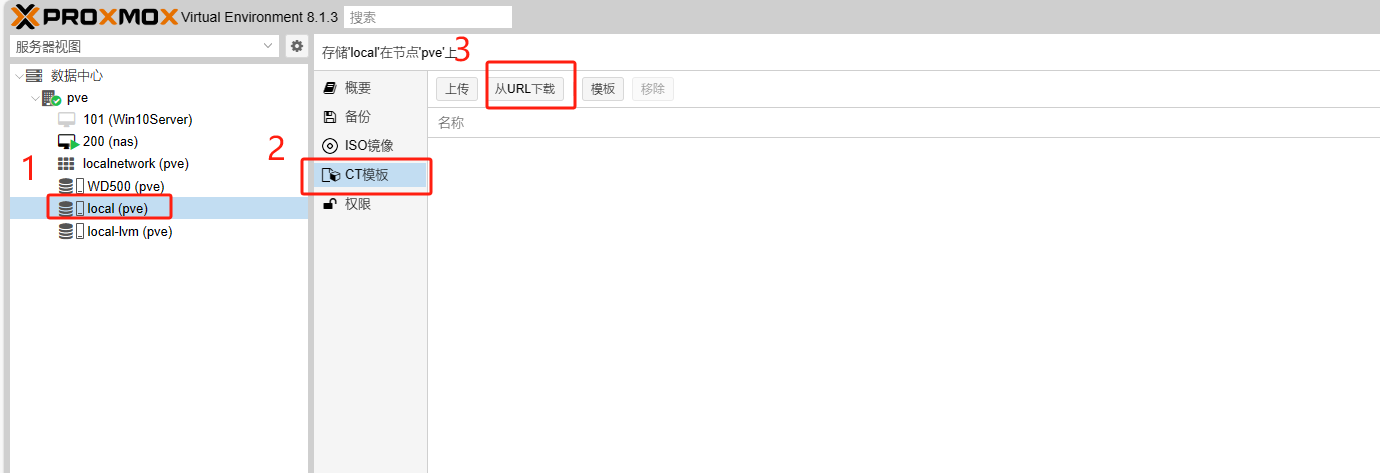 PROXMOX Virtual Environment 8.1.3 搜索
服务器视图
存储'local'在节点'pve'上
3
数据中心
pve
101 (Win10Server)
200 (nas)
localnetwork (pve)
WD500 (pve)
local (pve)
local-lvm (pve)
1
2
概要
备份
ISO镜像
CT模板
权限
上传 从URL下载 模板 移除
名称